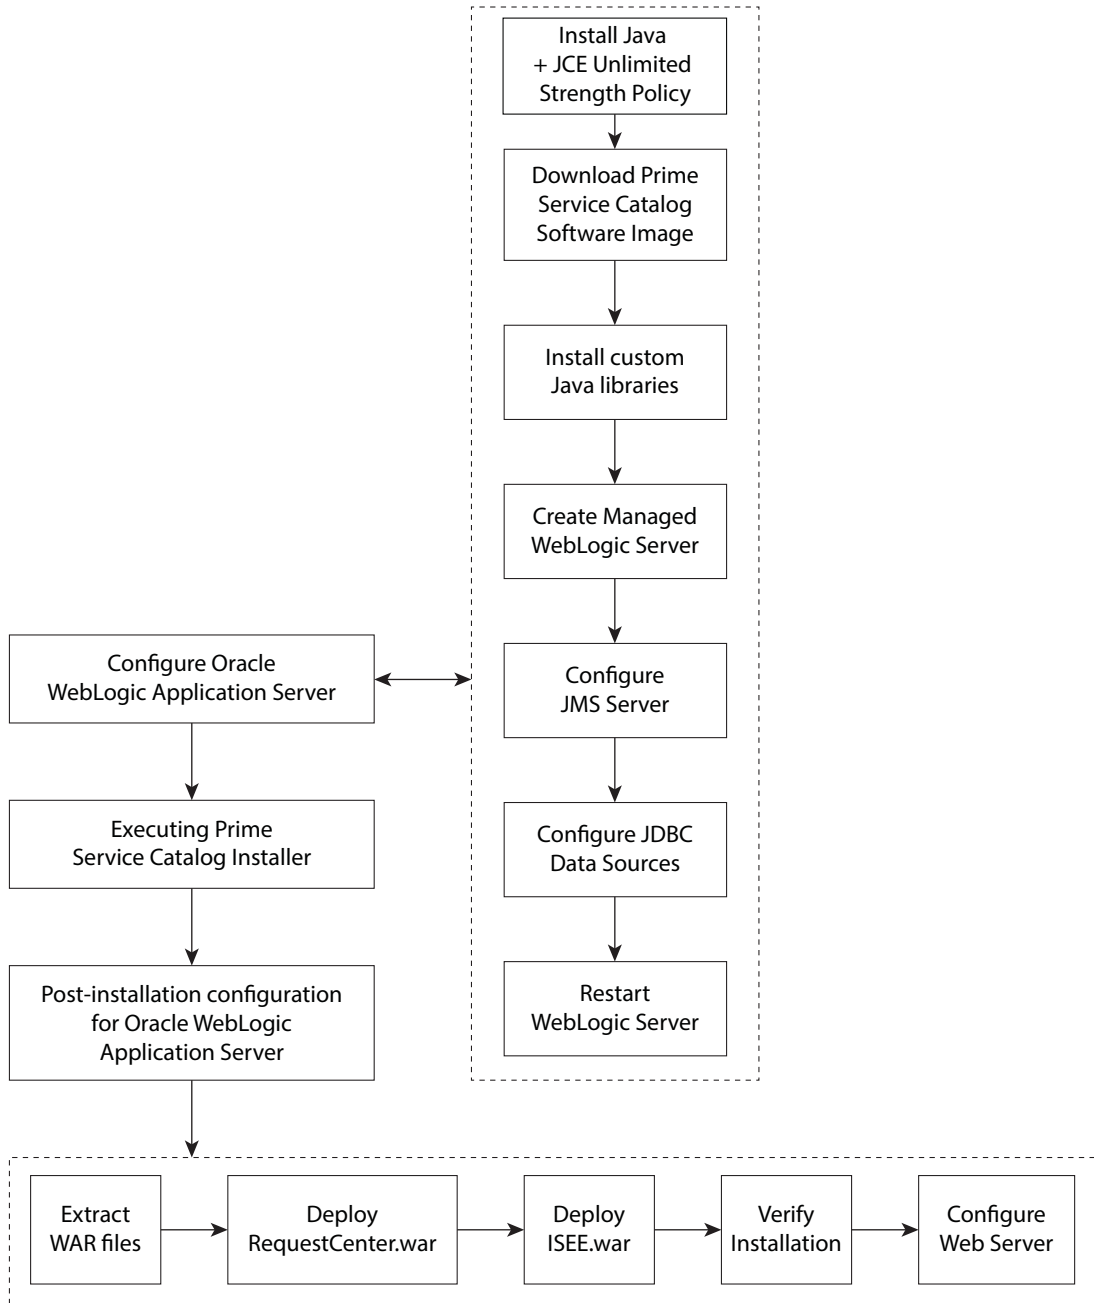 Install Java
+ JCE Unlimited
Strength Policy
Download Prime
Service Catalog
Software Image
Install custom
Java libraries
Create Managed
WebLogic Server
Configure
JMS Server
Configure JDBC
Data Sources
Restart
WebLogic Server
Configure Oracle
WebLogic Application Server
Executing Prime
Service Catalog Installer
Post-installation configuration
for Oracle WebLogic
Application Server
Extract
WAR files
Deploy
RequestCenter.war
Deploy
ISEE.war
Verify
Installation
Configure
Web Server